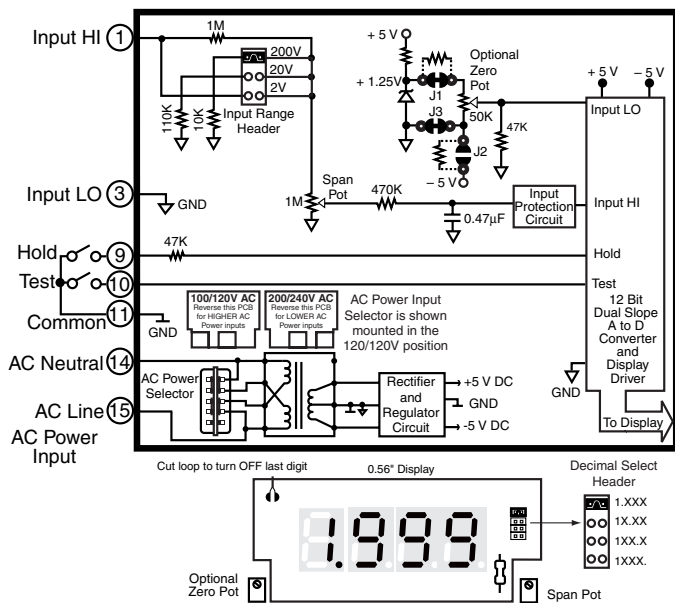 Input HI 1
1M
200V
20V
2V
110K
10K
Input Range
Header
+ 5 V
+ 1.25V
J1
J3
J2
Optional
Zero
Pot
50K
47K
– 5 V
+ 5 V
– 5 V
Input LO
Input LO 3
GND
1M
Span
Pot
470K
0.47µF
Input
Protection
Circuit
Input HI
Hold 9
47K
Hold
Test 10
Test
Common 11
GND
100/120V AC
Reverse this PCB
for HIGHER AC
Power inputs
200/240V AC
Reverse this PCB
for LOWER AC
Power inputs
AC Power Input
Selector is shown
mounted in the
120/120V position
12 Bit
Dual Slope
A to D
Converter
and
Display
Driver
GND
To Display
AC Neutral 14
AC Power
Selector
AC Line 15
AC Power
Input
Rectifier
and
Regulator
Circuit
+5 V DC
GND
-5 V DC
Cut loop to turn OFF last digit
0.56" Display
Decimal Select
Header
1.999
1.XXX
1X.XX
1XX.X
1XXX.
Optional
Zero Pot
Span Pot